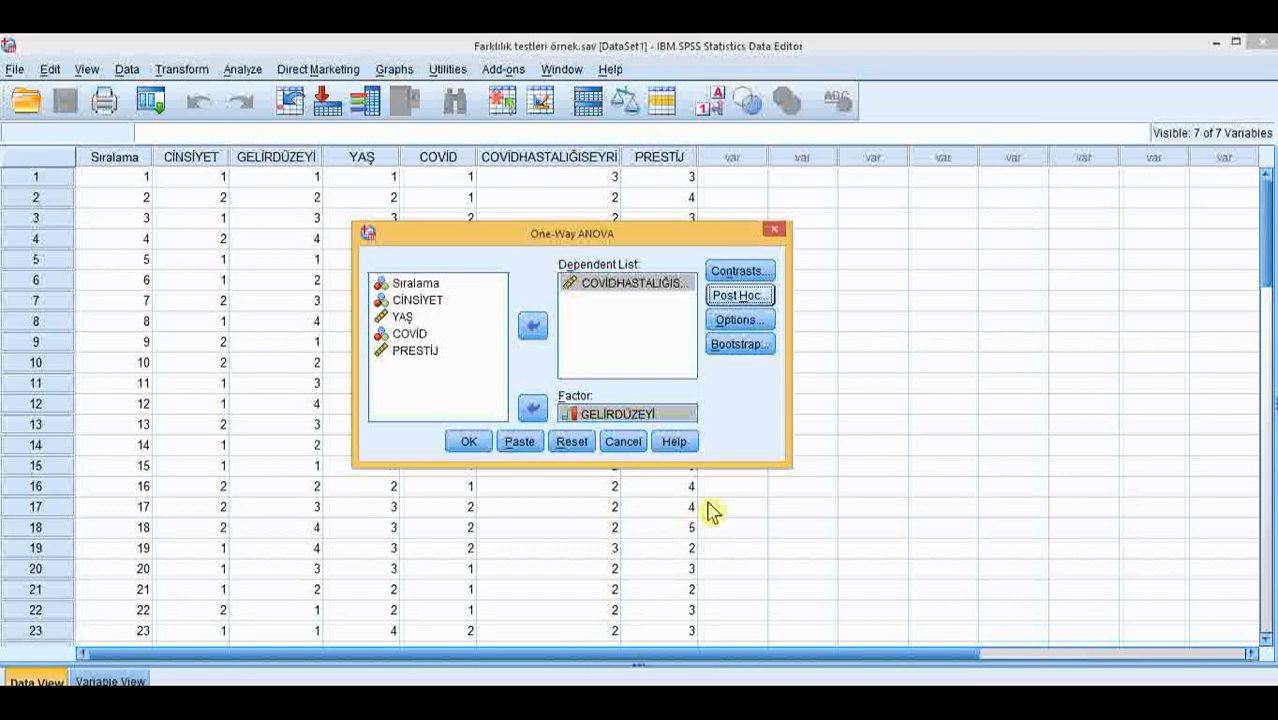 Farklılık testleri örnek.sav [DataSet1] - IBM SPSS Statistics Data Editor
File Edit View Data Transform Analyze Direct Marketing Graphs Utilities Add-ons Window Help
Visible: 7 of 7 Variables
Sıralama CİNSİYET GELİRDÜZEYİ YAŞ COVİD COVİDHASTALIĞISEYRİ PRESTİJ var var var var var var var var
1 1 1 1 1 1 3 3
2 2 2 2 2 1 2 4
3 3 1 3 3 2 2 3
4 4 2 4
5 5 1 1
6 6 1 2
7 7 2 3
8 8 1 4
9 9 2 1
10 10 2 2
11 11 1 3
12 12 1 4
13 13 2 3
14 14 1 2
15 15 1 1
16 16 2 2 2 1 2 4
17 17 2 3 3 2 2 4
18 18 2 4 3 2 2 5
19 19 1 4 3 2 3 2
20 20 1 3 3 1 2 3
21 21 1 2 2 1 2 2
22 22 2 1 2 1 2 3
23 23 1 1 4 2 2 3
One-Way ANOVA
Sıralama
CİNSİYET
YAŞ
COVİD
PRESTİJ
Dependent List:
COVİDHASTALIĞIS...
Factor:
GELİRDÜZEYİ
Contrasts...
Post Hoc...
Options...
Bootstrap...
OK Paste Reset Cancel Help
Data View Variable View